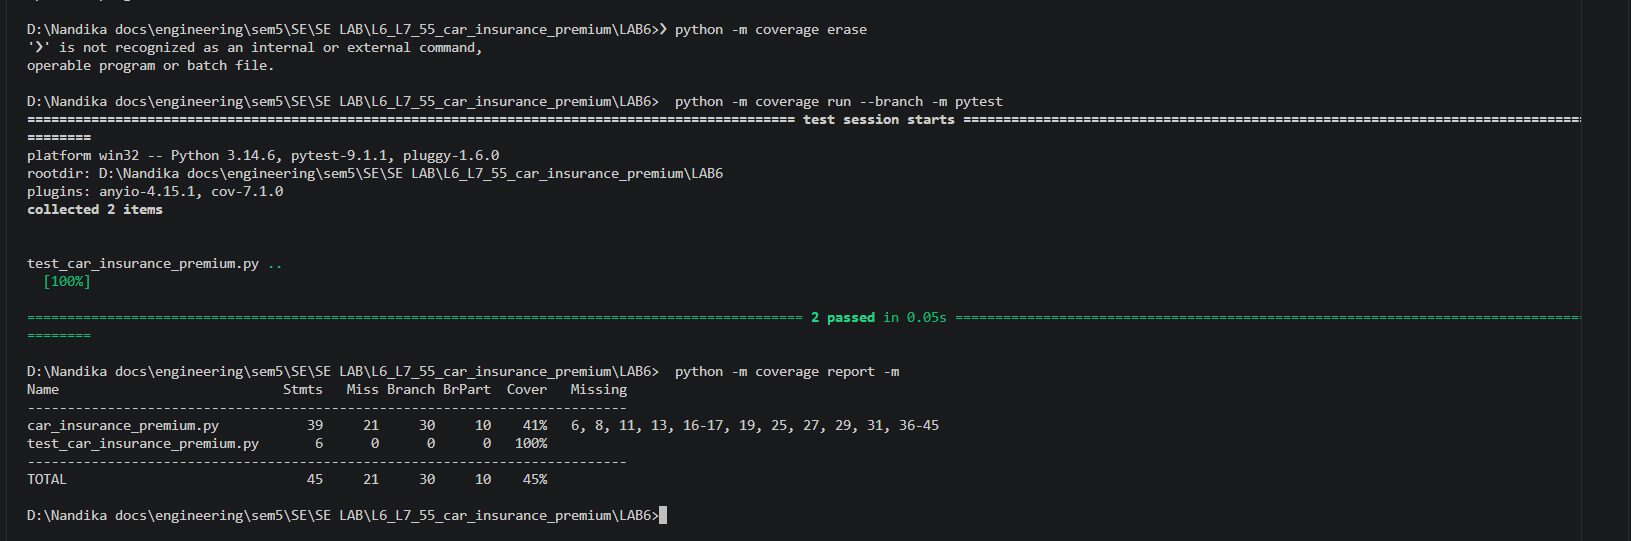 D:\Nandika docs\engineering\sem5\SE\SE LAB\L6_L7_55_car_insurance_premium\LAB6>❯ python -m coverage erase
'❯' is not recognized as an internal or external command,
operable program or batch file.
D:\Nandika docs\engineering\sem5\SE\SE LAB\L6_L7_55_car_insurance_premium\LAB6>  python -m coverage run --branch -m pytest
============================================================================================= test session starts ===========================================================================
========
platform win32 -- Python 3.14.6, pytest-9.1.1, pluggy-1.6.0
rootdir: D:\Nandika docs\engineering\sem5\SE\SE LAB\L6_L7_55_car_insurance_premium\LAB6
plugins: anyio-4.15.1, cov-7.1.0
collected 2 items
test_car_insurance_premium.py ..
  [100%]
============================================================================================== 2 passed in 0.05s ============================================================================
========
D:\Nandika docs\engineering\sem5\SE\SE LAB\L6_L7_55_car_insurance_premium\LAB6>  python -m coverage report -m
Name                           Stmts   Miss Branch BrPart  Cover   Missing
-------------------------------------------------------------------------
car_insurance_premium.py          39     21     30     10    41%   6, 8, 11, 13, 16-17, 19, 25, 27, 29, 31, 36-45
test_car_insurance_premium.py      6      0      0      0   100%
-------------------------------------------------------------------------
TOTAL                             45     21     30     10    45%
D:\Nandika docs\engineering\sem5\SE\SE LAB\L6_L7_55_car_insurance_premium\LAB6>